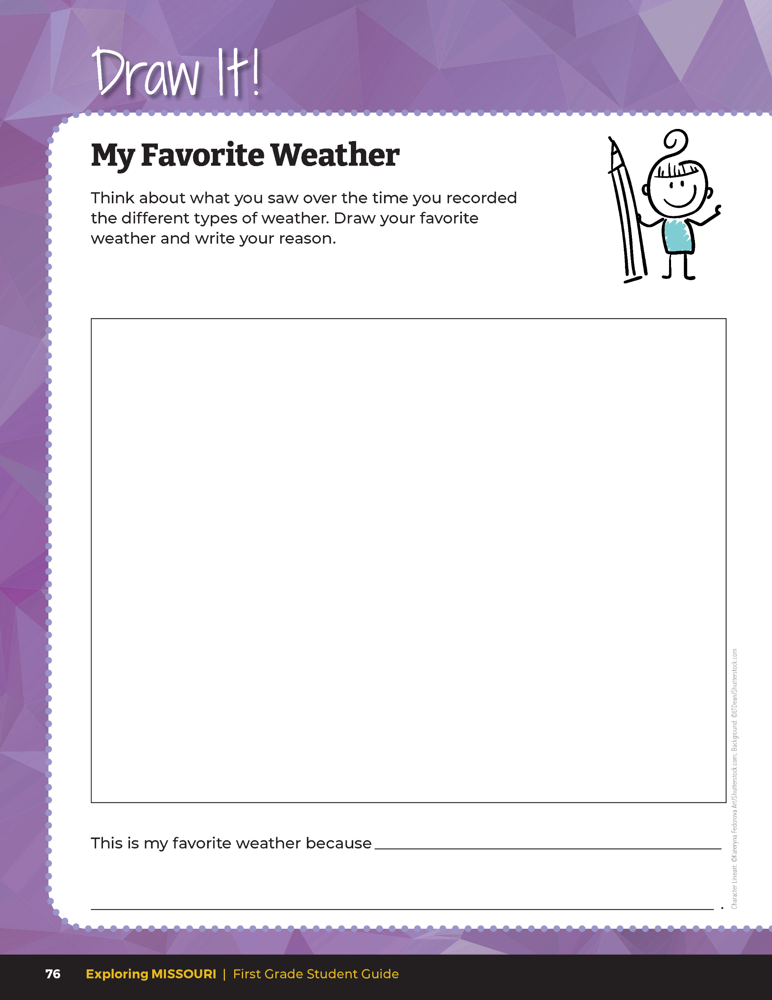 Draw It!
My Favorite Weather
Think about what you saw over the time you recorded
the different types of weather. Draw your favorite
weather and write your reason.
This is my favorite weather because
.
Character Lineart: ©Kateryna Fedorova Art/Shutterstock.com; Background: ©LTDean/Shutterstock.com
76 Exploring MISSOURI | First Grade Student Guide